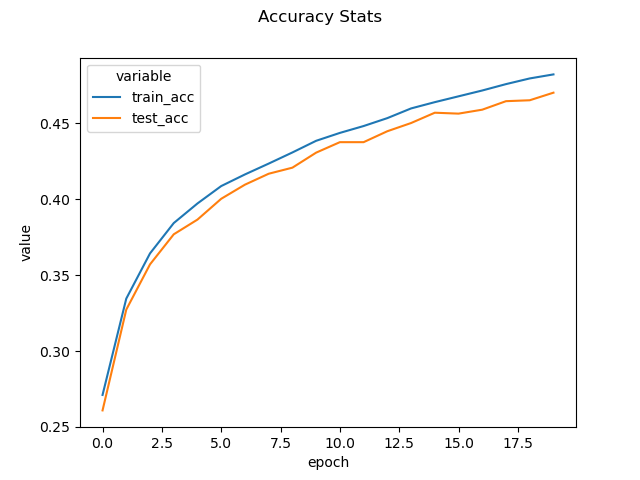 Accuracy Stats
variable
train_acc
test_acc
value
0.45
0.40
0.35
0.30
0.25
0.0 2.5 5.0 7.5 10.0 12.5 15.0 17.5
epoch